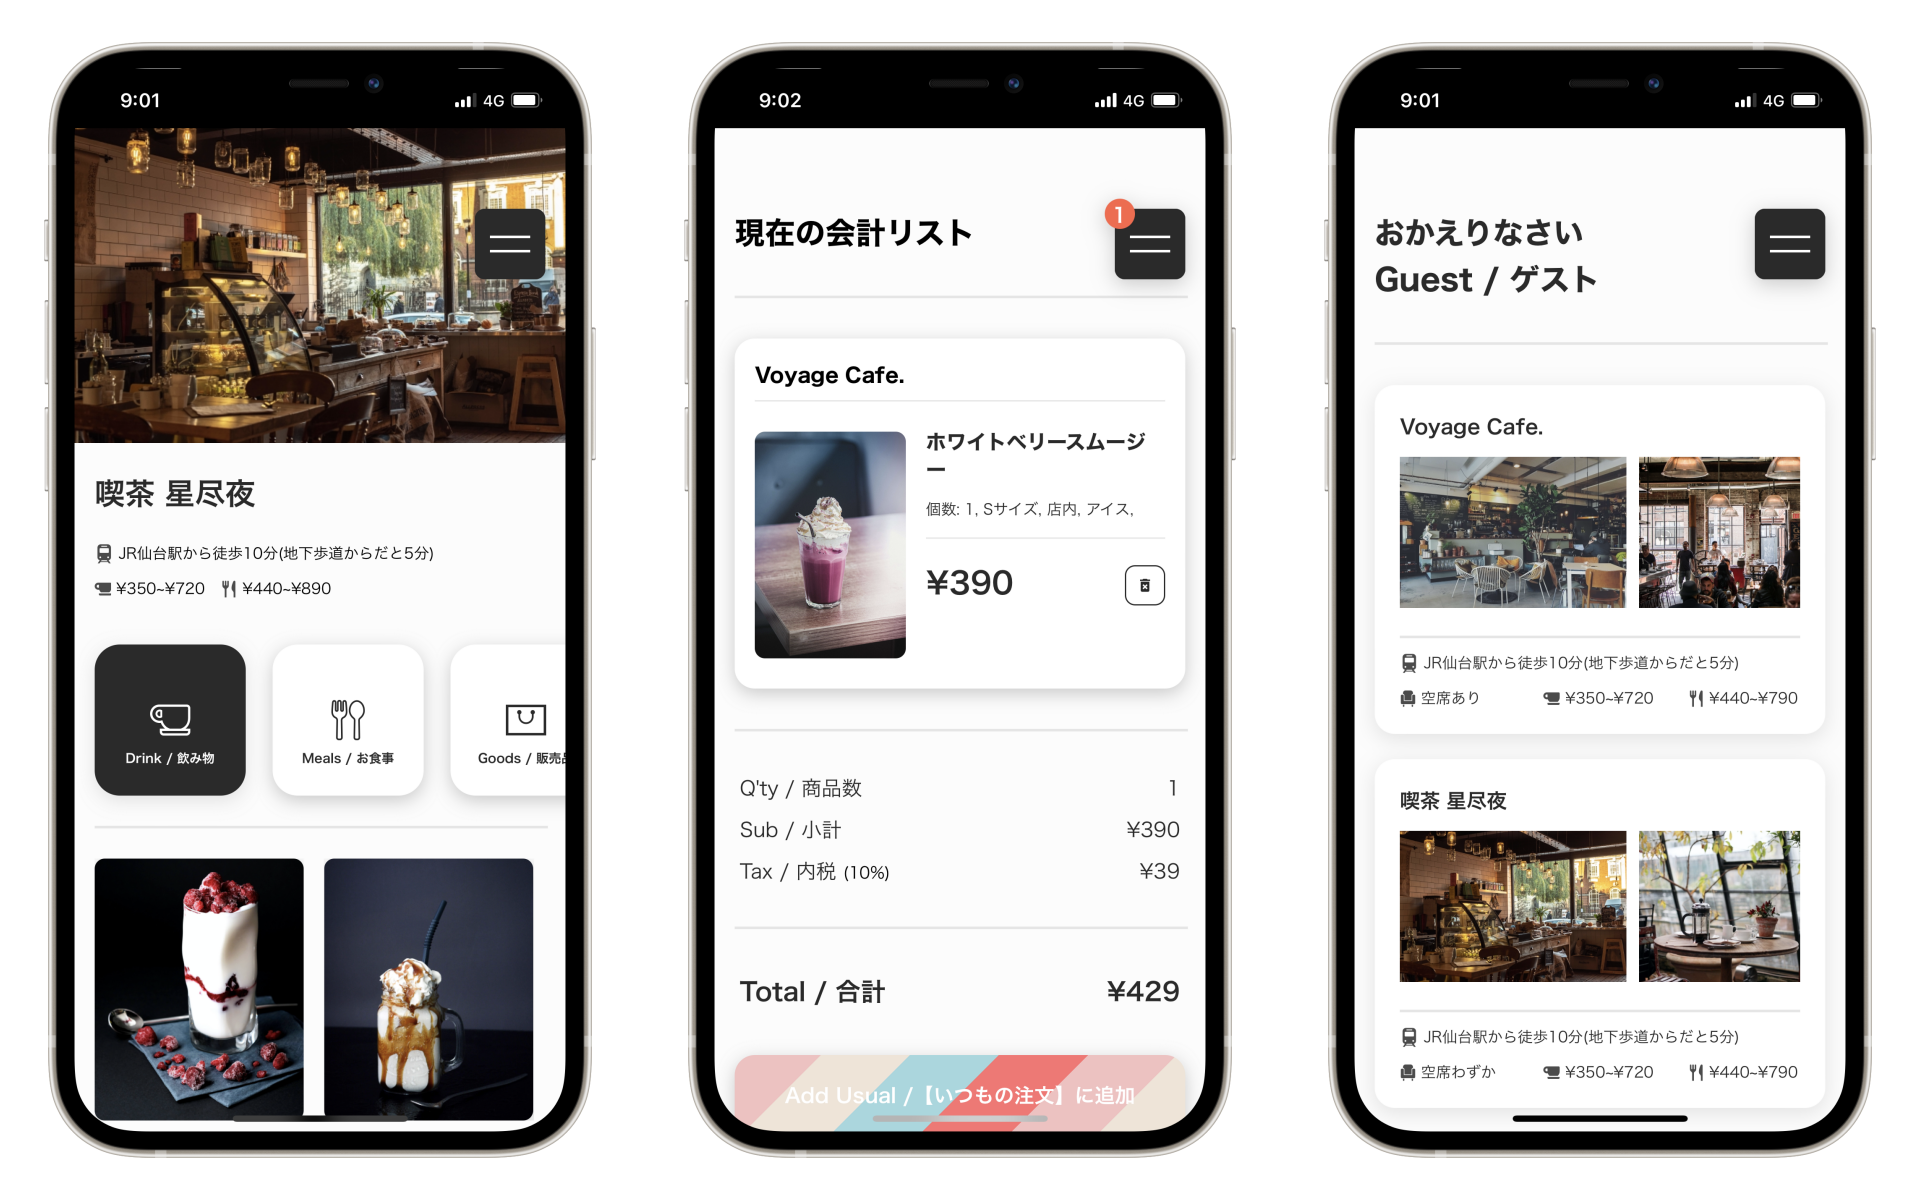 9:01
4G
喫茶 星尽夜
JR仙台駅から徒歩10分(地下歩道からだと5分)
¥350~¥720 ¥440~¥890
Drink / 飲み物
Meals / お食事
Goods / 販売
9:02
4G
現在の会計リスト
1
Voyage Cafe.
ホワイトベリースムージ
ー
個数: 1, Sサイズ, 店内, アイス,
¥390
Q'ty / 商品数 1
Sub / 小計 ¥390
Tax / 内税 (10%) ¥39
Total / 合計 ¥429
Add Usual /【いつもの注文】に追加
9:01
4G
おかえりなさい
Guest / ゲスト
Voyage Cafe.
JR仙台駅から徒歩10分(地下歩道からだと5分)
空席あり ¥350~¥720 ¥440~¥790
喫茶 星尽夜
JR仙台駅から徒歩10分(地下歩道からだと5分)
空席わずか ¥350~¥720 ¥440~¥790